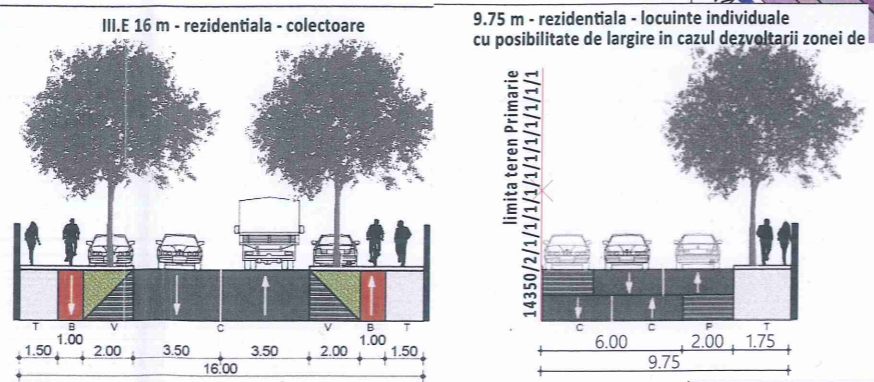 III.E 16 m - rezidentiala - colectoare
T B V C V B T
1.00 1.00
1.50 2.00 3.50 3.50 2.00 1.50
16.00
9.75 m - rezidentiala - locuinte individuale
cu posibilitate de largire in cazul dezvoltarii zonei de
limita teren Primarie
14350/2/1/1/1/1/1/1/1/1/1/1/1/1
C C P T
6.00 2.00 1.75
9.75